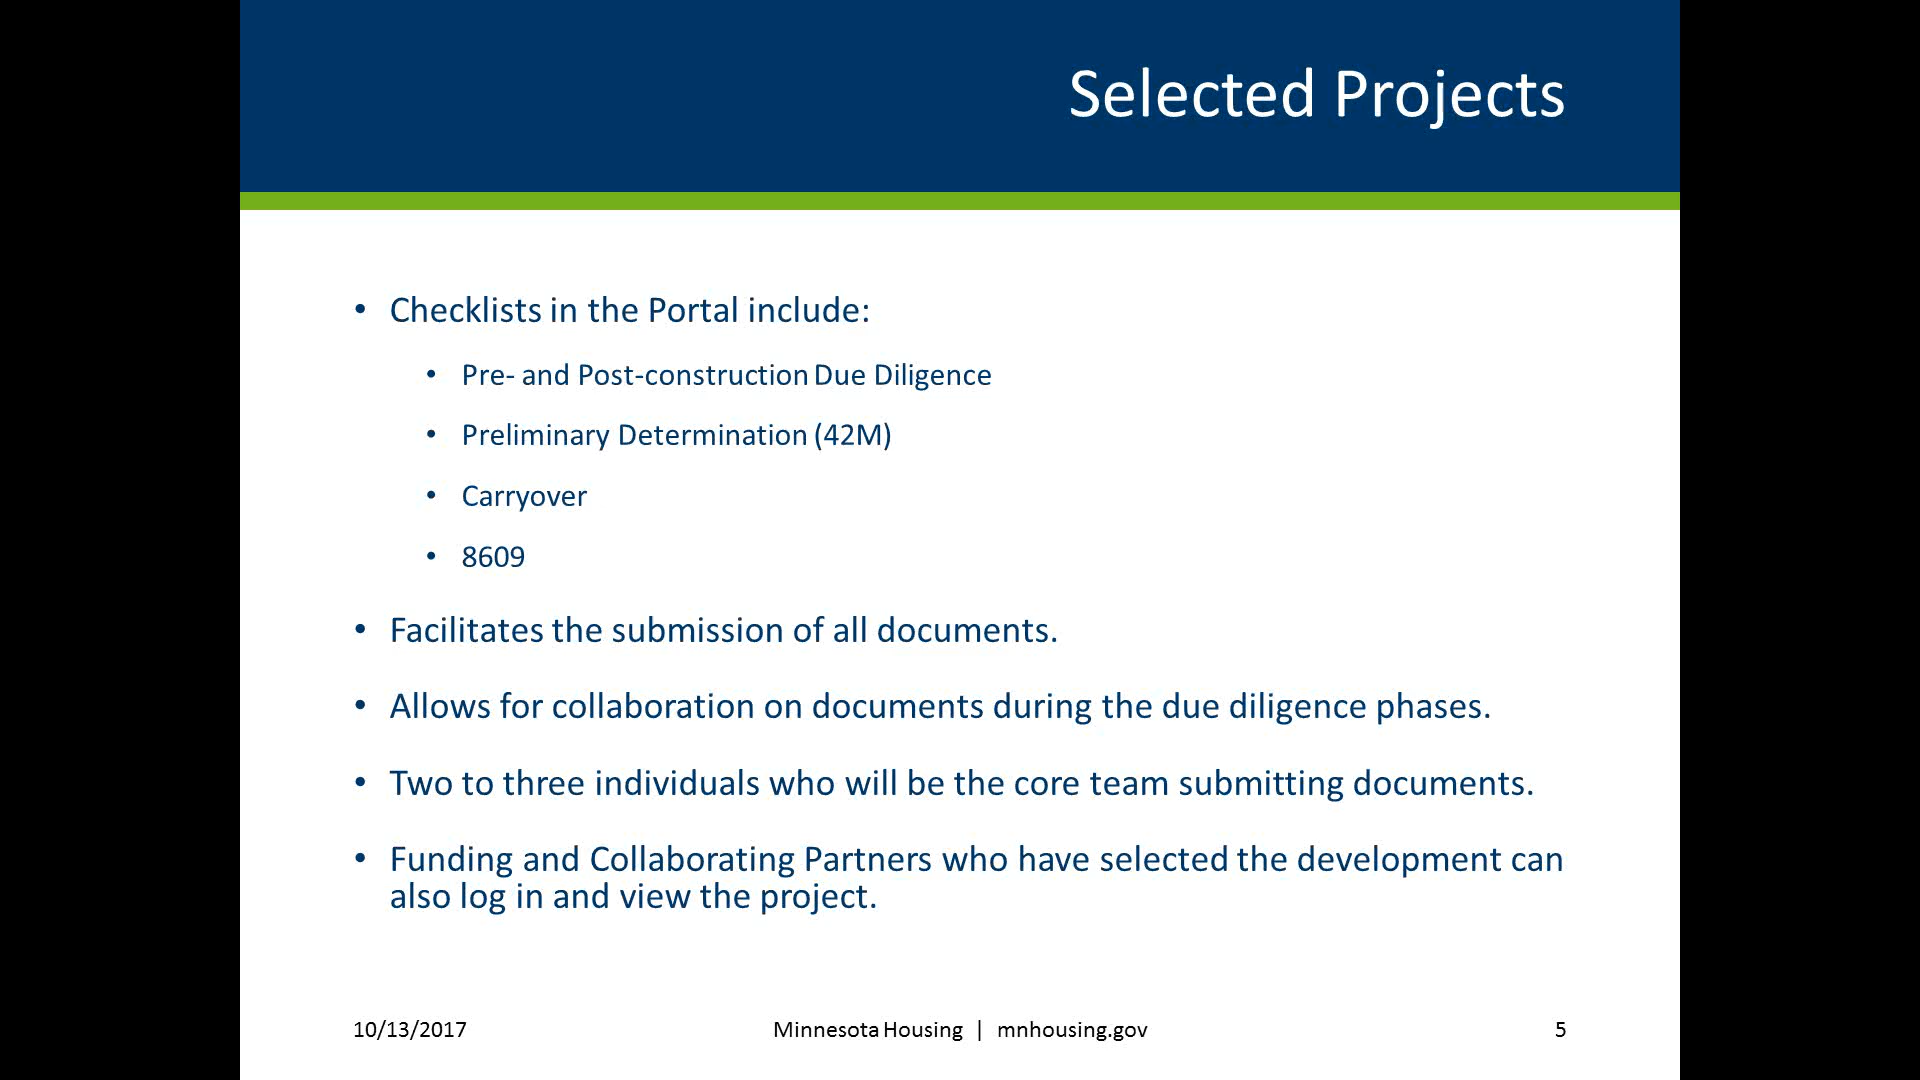 Selected Projects
• Checklists in the Portal include:
• Pre- and Post-construction Due Diligence
• Preliminary Determination (42M)
• Carryover
• 8609
• Facilitates the submission of all documents.
• Allows for collaboration on documents during the due diligence phases.
• Two to three individuals who will be the core team submitting documents.
• Funding and Collaborating Partners who have selected the development can
also log in and view the project.
10/13/2017 Minnesota Housing | mnhousing.gov 5